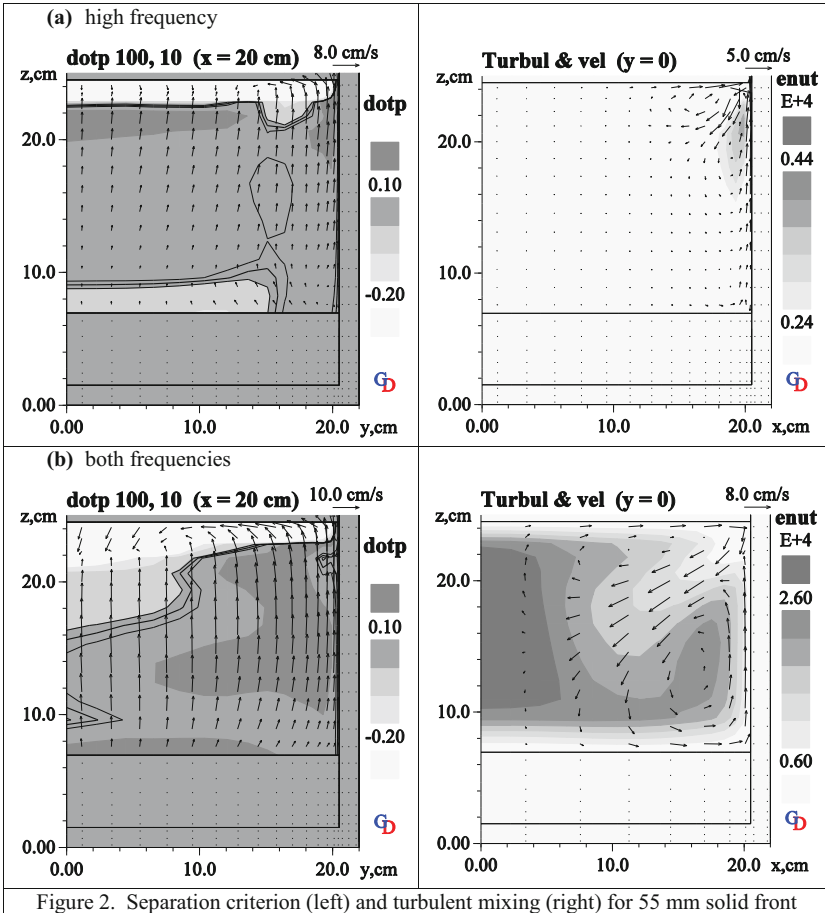 (a) high frequency
dotp 100, 10 (x = 20 cm) 8.0 cm/s
z,cm
dotp
20.0
0.10
10.0
-0.20
GD
0.00
0.00 10.0 y,cm 20.0
Turbul & vel (y = 0) 5.0 cm/s
z,cm
enut
E+4
20.0
0.44
10.0
0.24
GD
0.00
0.00 10.0 x,cm 20.0
(b) both frequencies
dotp 100, 10 (x = 20 cm) 10.0 cm/s
z,cm
dotp
20.0
0.10
10.0
-0.20
GD
0.00
0.00 10.0 y,cm 20.0
Turbul & vel (y = 0) 8.0 cm/s
z,cm
enut
E+4
20.0
2.60
10.0
0.60
GD
0.00
0.00 10.0 x,cm 20.0
Figure 2. Separation criterion (left) and turbulent mixing (right) for 55 mm solid front